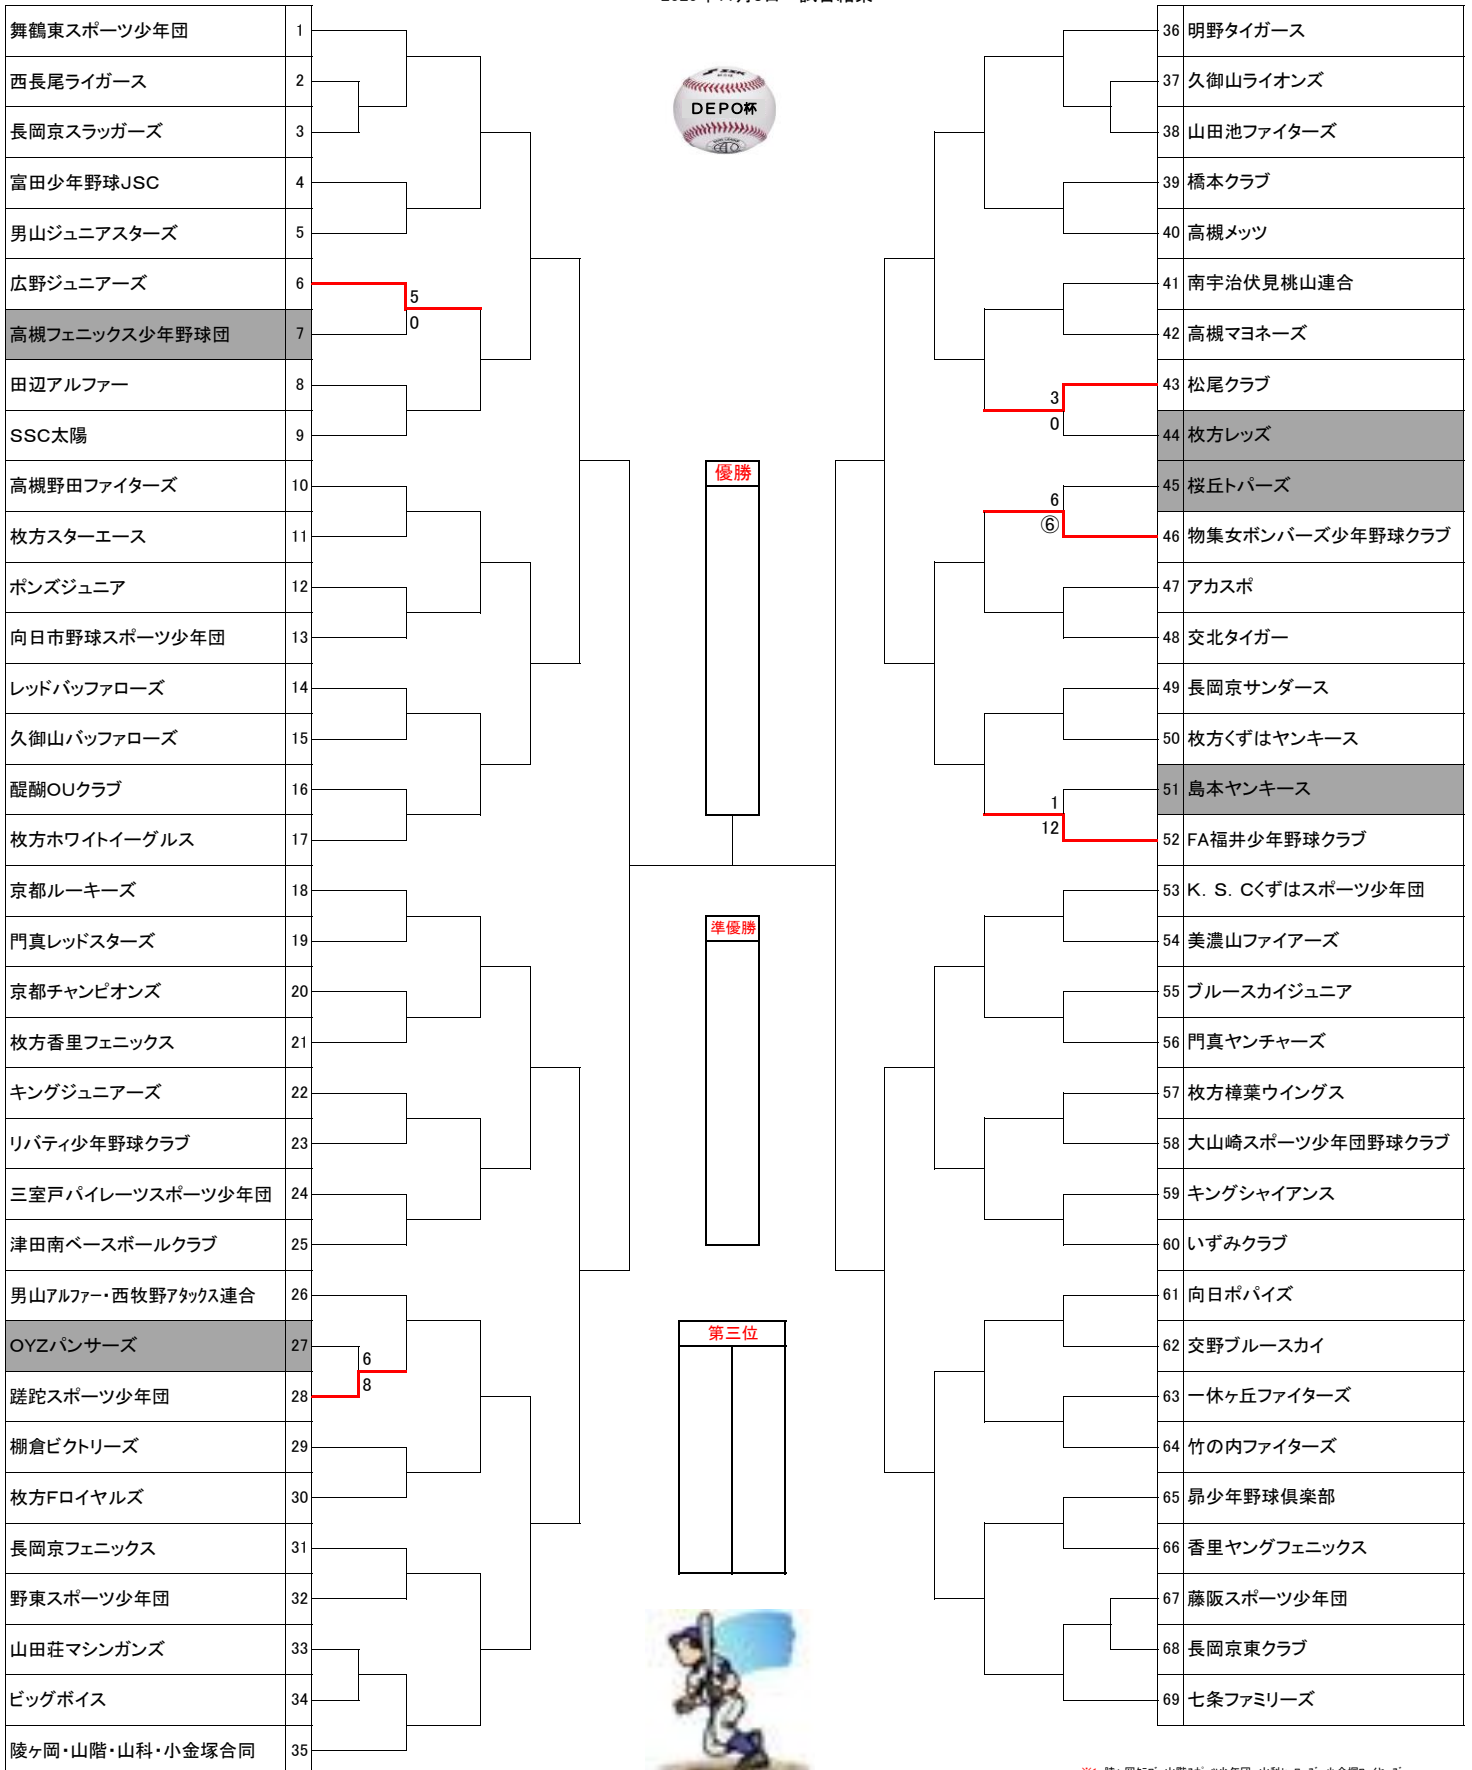 舞鶴東スポーツ少年団 1
西長尾ライガース 2
長岡京スラッガーズ 3
富田少年野球JSC 4
男山ジュニアスターズ 5
広野ジュニアーズ 6
5
高槻フェニックス少年野球団 7
0
田辺アルファー 8
SSC太陽 9
高槻野田ファイターズ 10
枚方スターエース 11
ポンズジュニア 12
向日市野球スポーツ少年団 13
レッドバッファローズ 14
久御山バッファローズ 15
醍醐OUクラブ 16
枚方ホワイトイーグルス 17
京都ルーキーズ 18
門真レッドスターズ 19
京都チャンピオンズ 20
枚方香里フェニックス 21
キングジュニアーズ 22
リバティ少年野球クラブ 23
三室戸パイレーツスポーツ少年団 24
津田南ベースボールクラブ 25
男山アルファー・西牧野アタックス連合 26
OYZパンサーズ 27
6
蹉跎スポーツ少年団 28
8
棚倉ビクトリーズ 29
枚方Fロイヤルズ 30
長岡京フェニックス 31
野東スポーツ少年団 32
山田荘マシンガンズ 33
ビッグボイス 34
陵ヶ岡・山階・山科・小金塚合同 35
DEPO杯
優勝
準優勝
第三位
36 明野タイガース
37 久御山ライオンズ
38 山田池ファイターズ
39 橋本クラブ
40 高槻メッツ
41 南宇治伏見桃山連合
42 高槻マヨネーズ
43 松尾クラブ
3
0
44 枚方レッズ
45 桜丘トパーズ
6
⑥
46 物集女ボンバーズ少年野球クラブ
47 アカスポ
48 交北タイガー
49 長岡京サンダース
50 枚方くずはヤンキース
51 島本ヤンキース
1
12
52 FA福井少年野球クラブ
53 K.S.Cくずはスポーツ少年団
54 美濃山ファイアーズ
55 ブルースカイジュニア
56 門真ヤンチャーズ
57 枚方樟葉ウイングス
58 大山崎スポーツ少年団野球クラブ
59 キングシャイアンス
60 いずみクラブ
61 向日ポパイズ
62 交野ブルースカイ
63 一休ヶ丘ファイターズ
64 竹の内ファイターズ
65 昴少年野球倶楽部
66 香里ヤングフェニックス
67 藤阪スポーツ少年団
68 長岡京東クラブ
69 七条ファミリーズ